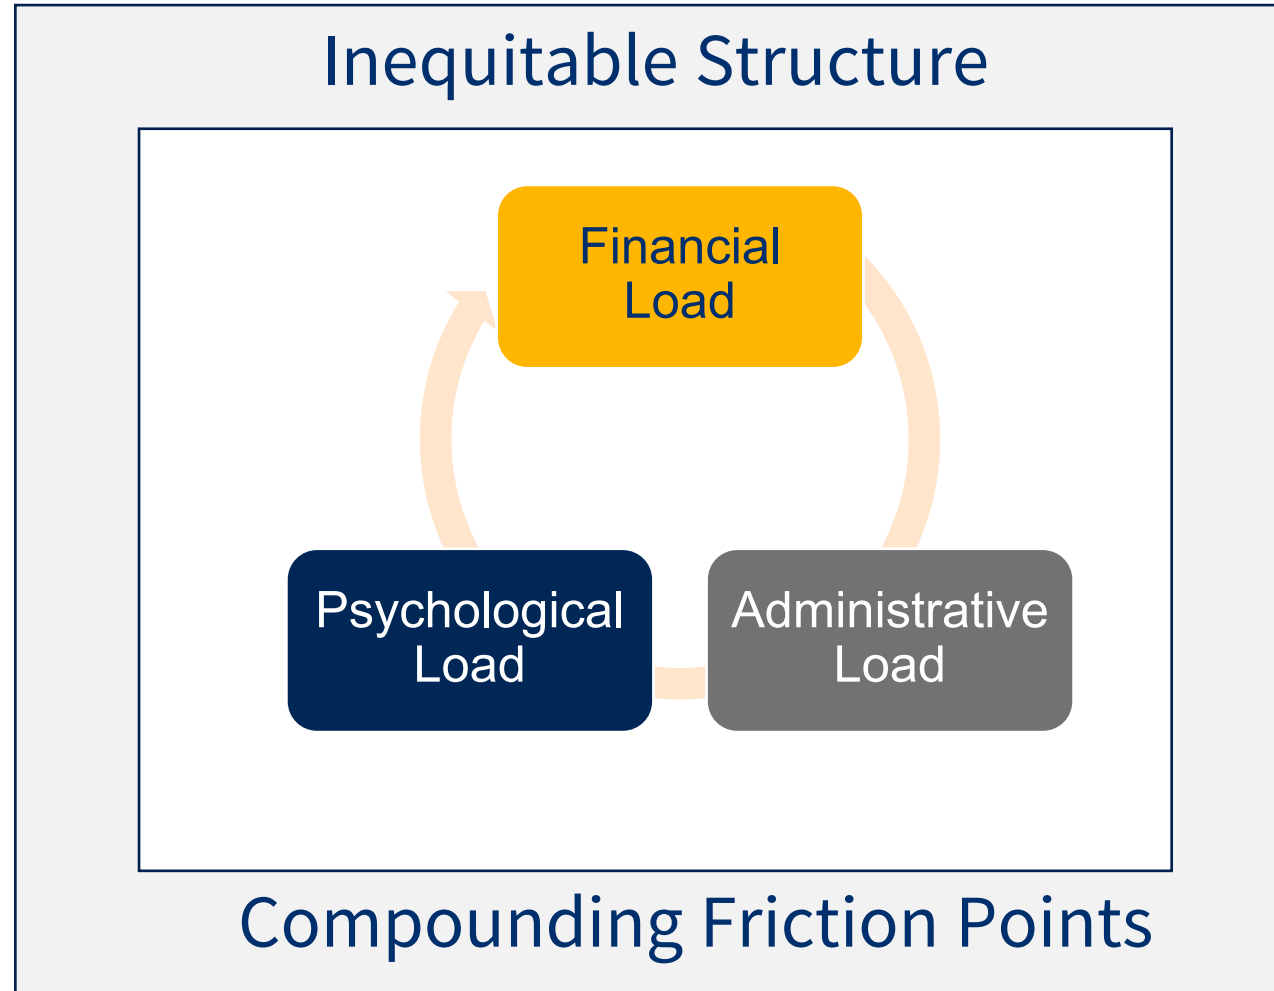 Inequitable Structure
Financial
Load
Psychological
Load
Administrative
Load
Compounding Friction Points